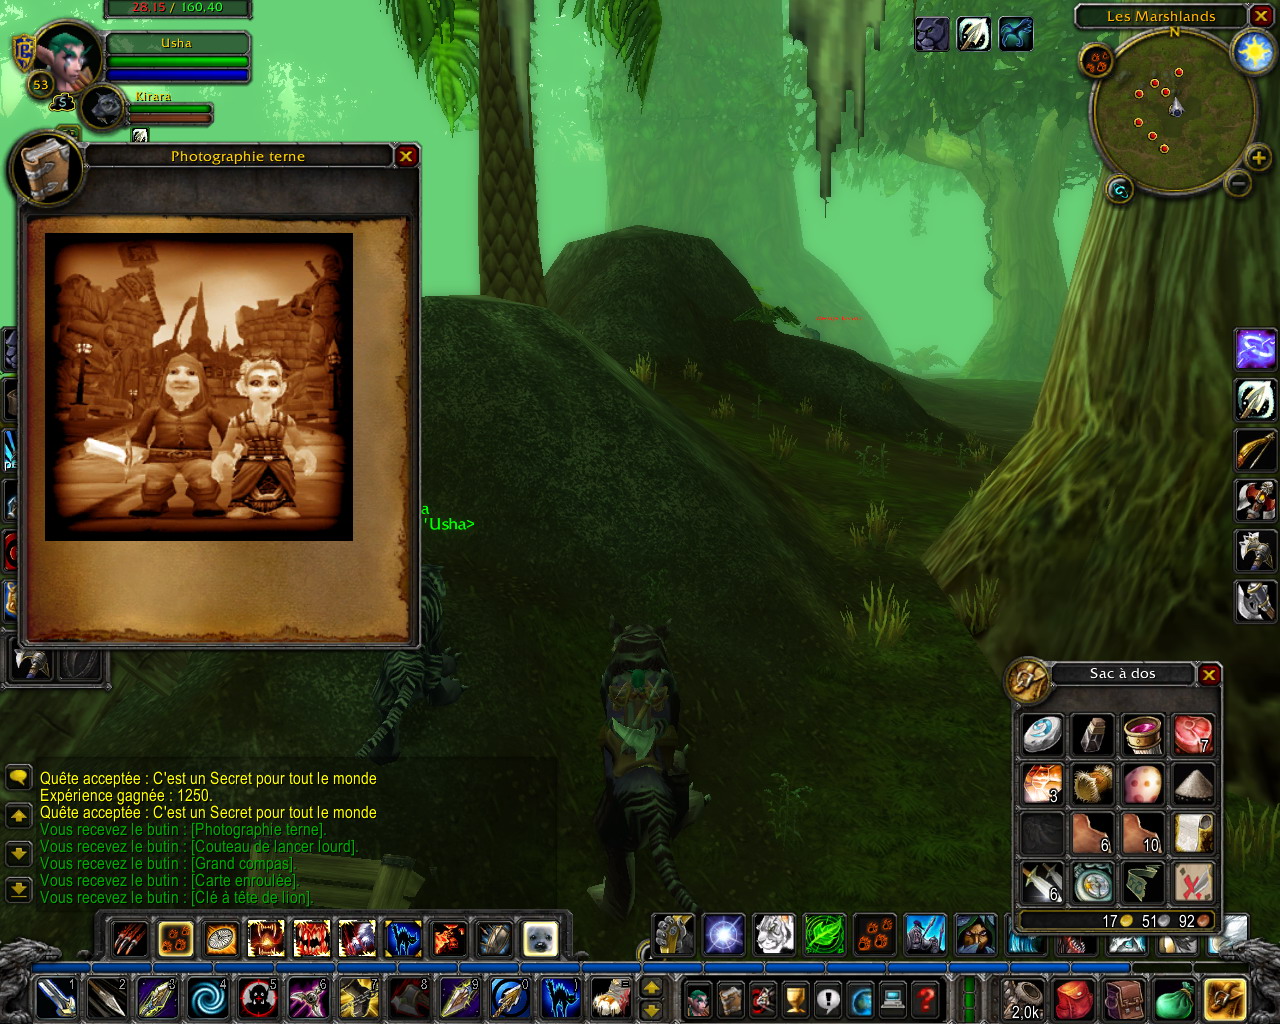 28,15 / 160,40
Usha
53
Kitara
Les Marshlands
N
Photographie terne
a
'Usha>
Sac à dos
7
3
6
10
6
17 51 92
Quête acceptée : C'est un Secret pour tout le monde
Expérience gagnée : 1250.
Quête acceptée : C'est un Secret pour tout le monde
Vous recevez le butin : [Photographie terne].
Vous recevez le butin : [Couteau de lancer lourd].
Vous recevez le butin : [Grand compas].
Vous recevez le butin : [Carte enroulée].
Vous recevez le butin : [Clé à tête de lion].
1 2 3 4 5 6 7 8 9 0 ) =
2,0k